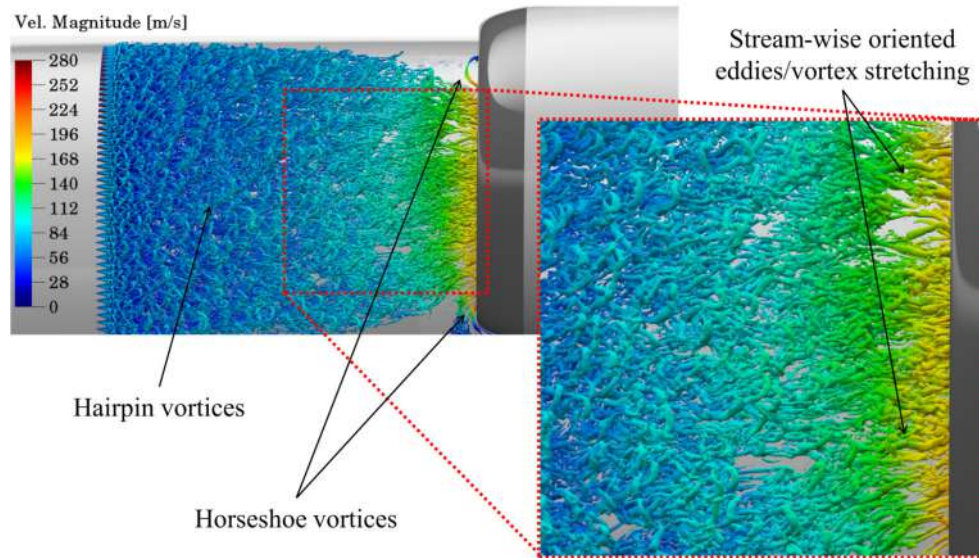 Vel. Magnitude [m/s]
280
252
224
196
168
140
112
84
56
28
0
Stream-wise oriented
eddies/vortex stretching
Hairpin vortices
Horseshoe vortices